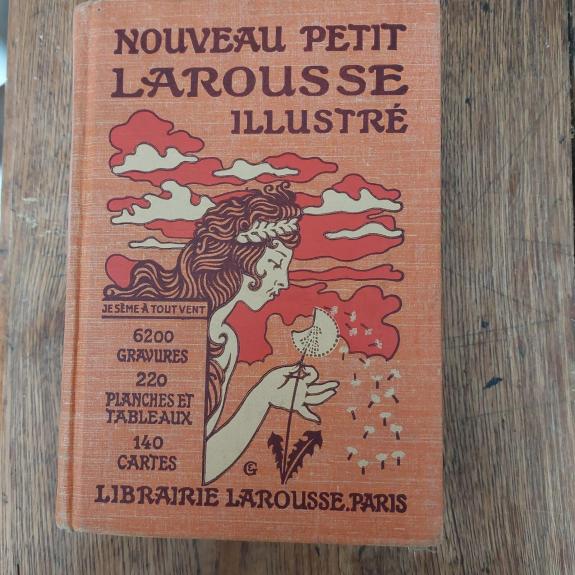 NOUVEAU PETIT
LAROUSSE
ILLUSTRÉ
JE SÈME À TOUT VENT
6200
GRAVURES
220
PLANCHES ET
TABLEAUX
140
CARTES
EG
LIBRAIRIE LAROUSSE. PARIS